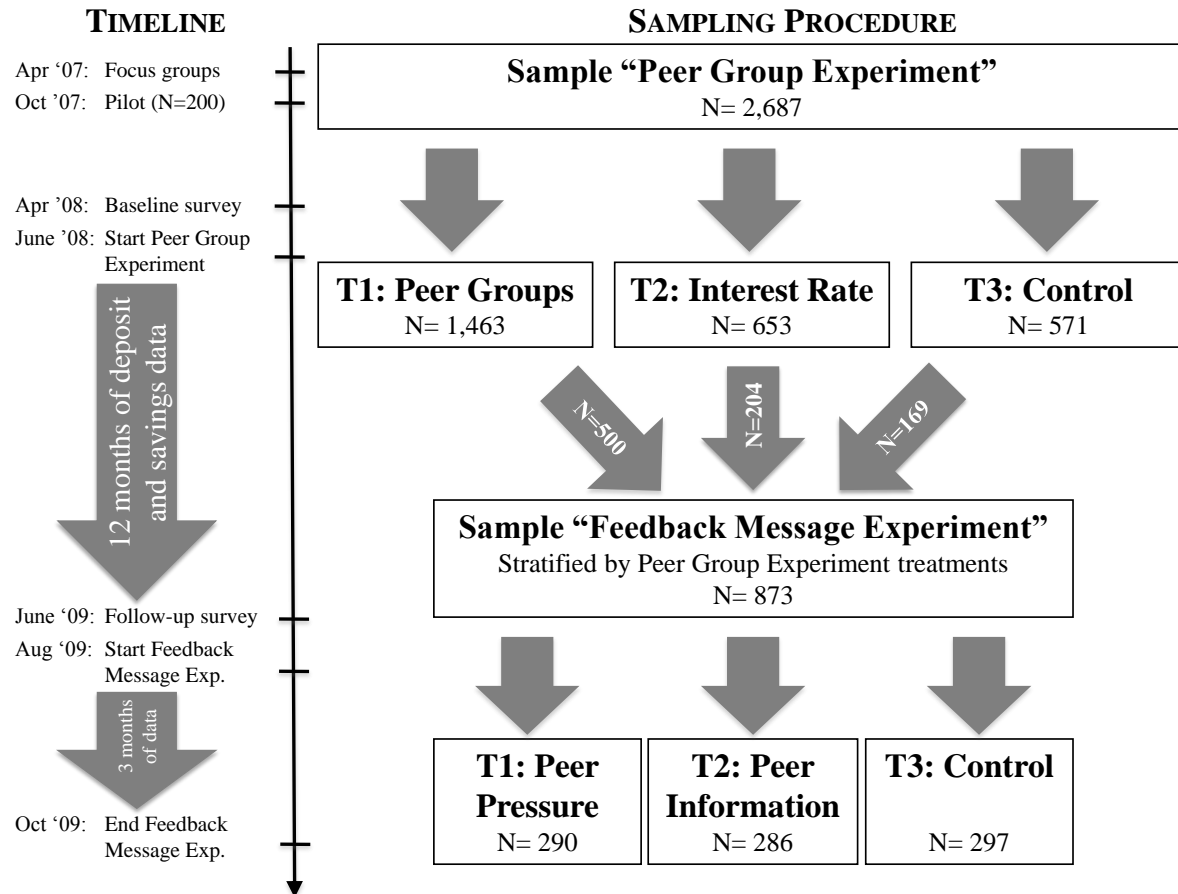 TIMELINE
SAMPLING PROCEDURE
Apr ‘07: Focus groups
Oct ’07: Pilot (N=200)
Sample “Peer Group Experiment”
N= 2,687
Apr ’08: Baseline survey
June ’08: Start Peer Group
Experiment
T1: Peer Groups
N= 1,463
T2: Interest Rate
N= 653
T3: Control
N= 571
12 months of deposit
and savings data
N=500
N=204
N=169
Sample “Feedback Message Experiment”
Stratified by Peer Group Experiment treatments
N= 873
June ‘09: Follow-up survey
Aug ‘09: Start Feedback
Message Exp.
3 months
of data
T1: Peer
Pressure
N= 290
T2: Peer
Information
N= 286
T3: Control
N= 297
Oct ’09: End Feedback
Message Exp.